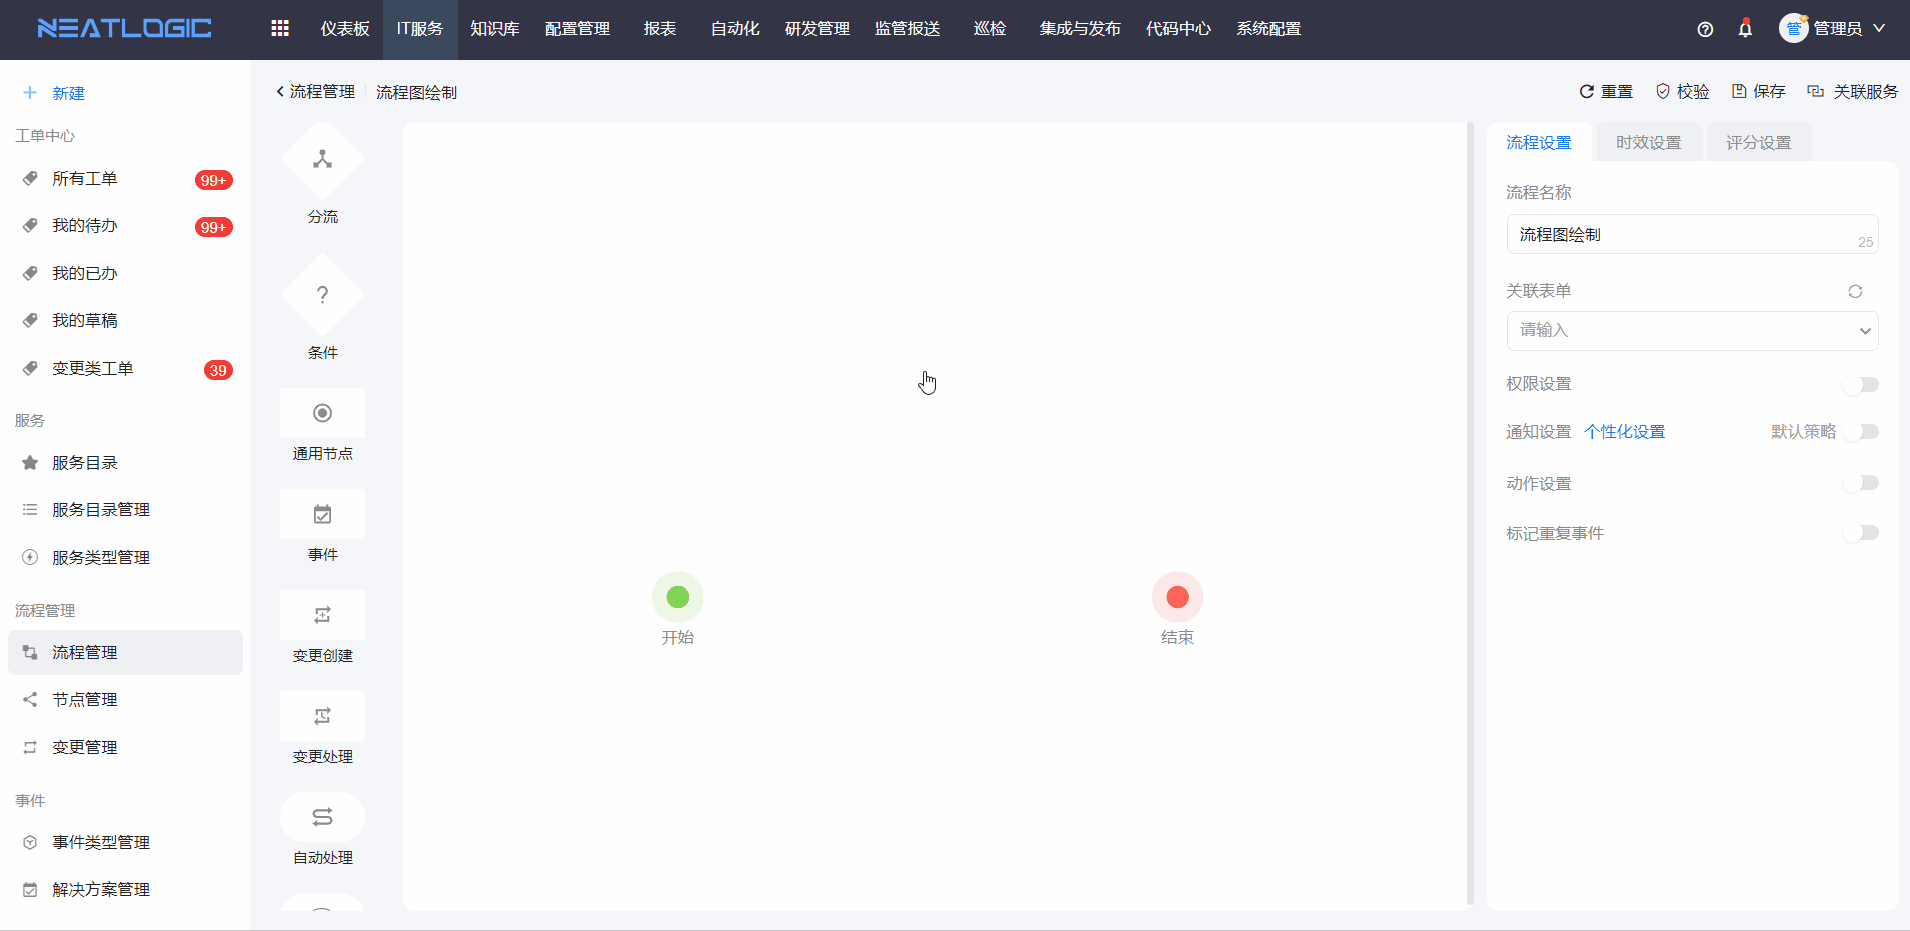 NEATLOGIC
仪表板 IT服务 知识库 配置管理 报表 自动化 研发管理 监管报送 巡检 集成与发布 代码中心 系统配置
管 管理员
新建
工单中心
所有工单 99+
我的待办 99+
我的已办
我的草稿
变更类工单 39
服务
服务目录
服务目录管理
服务类型管理
流程管理
流程管理
节点管理
变更管理
事件
事件类型管理
解决方案管理
流程管理 流程图绘制
重置 校验 保存 关联服务
分流
?
条件
通用节点
事件
变更创建
变更处理
自动处理
开始
结束
流程设置 时效设置 评分设置
流程名称
流程图绘制 25
关联表单
请输入
权限设置
通知设置 个性化设置 默认策略
动作设置
标记重复事件